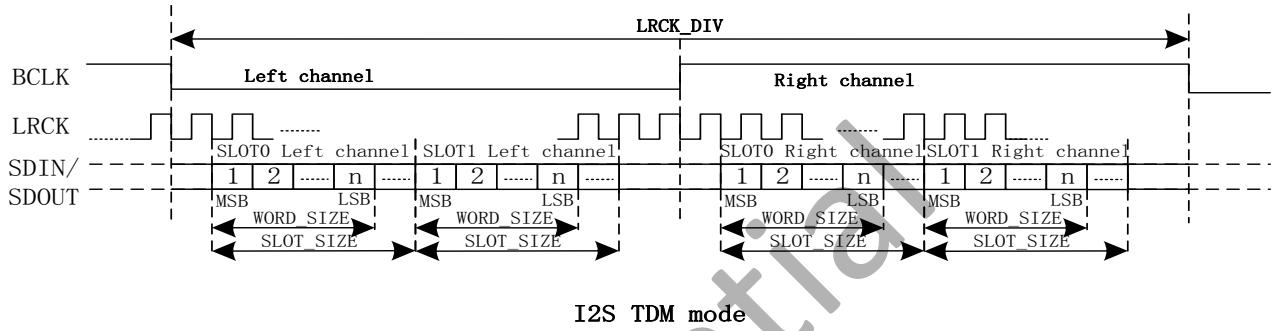 LRCK_DIV
BCLK Left channel Right channel
LRCK
SLOT0 Left channel SLOT1 Left channel SLOT0 Right channel SLOT1 Right channel
SDIN/
SDOUT
1 2 n 1 2 n 1 2 n 1 2 n
MSB LSB MSB LSB MSB LSB MSB LSB
WORD_SIZE WORD_SIZE WORD_SIZE WORD_SIZE
SLOT_SIZE SLOT_SIZE SLOT_SIZE SLOT_SIZE
I2S TDM mode
tial